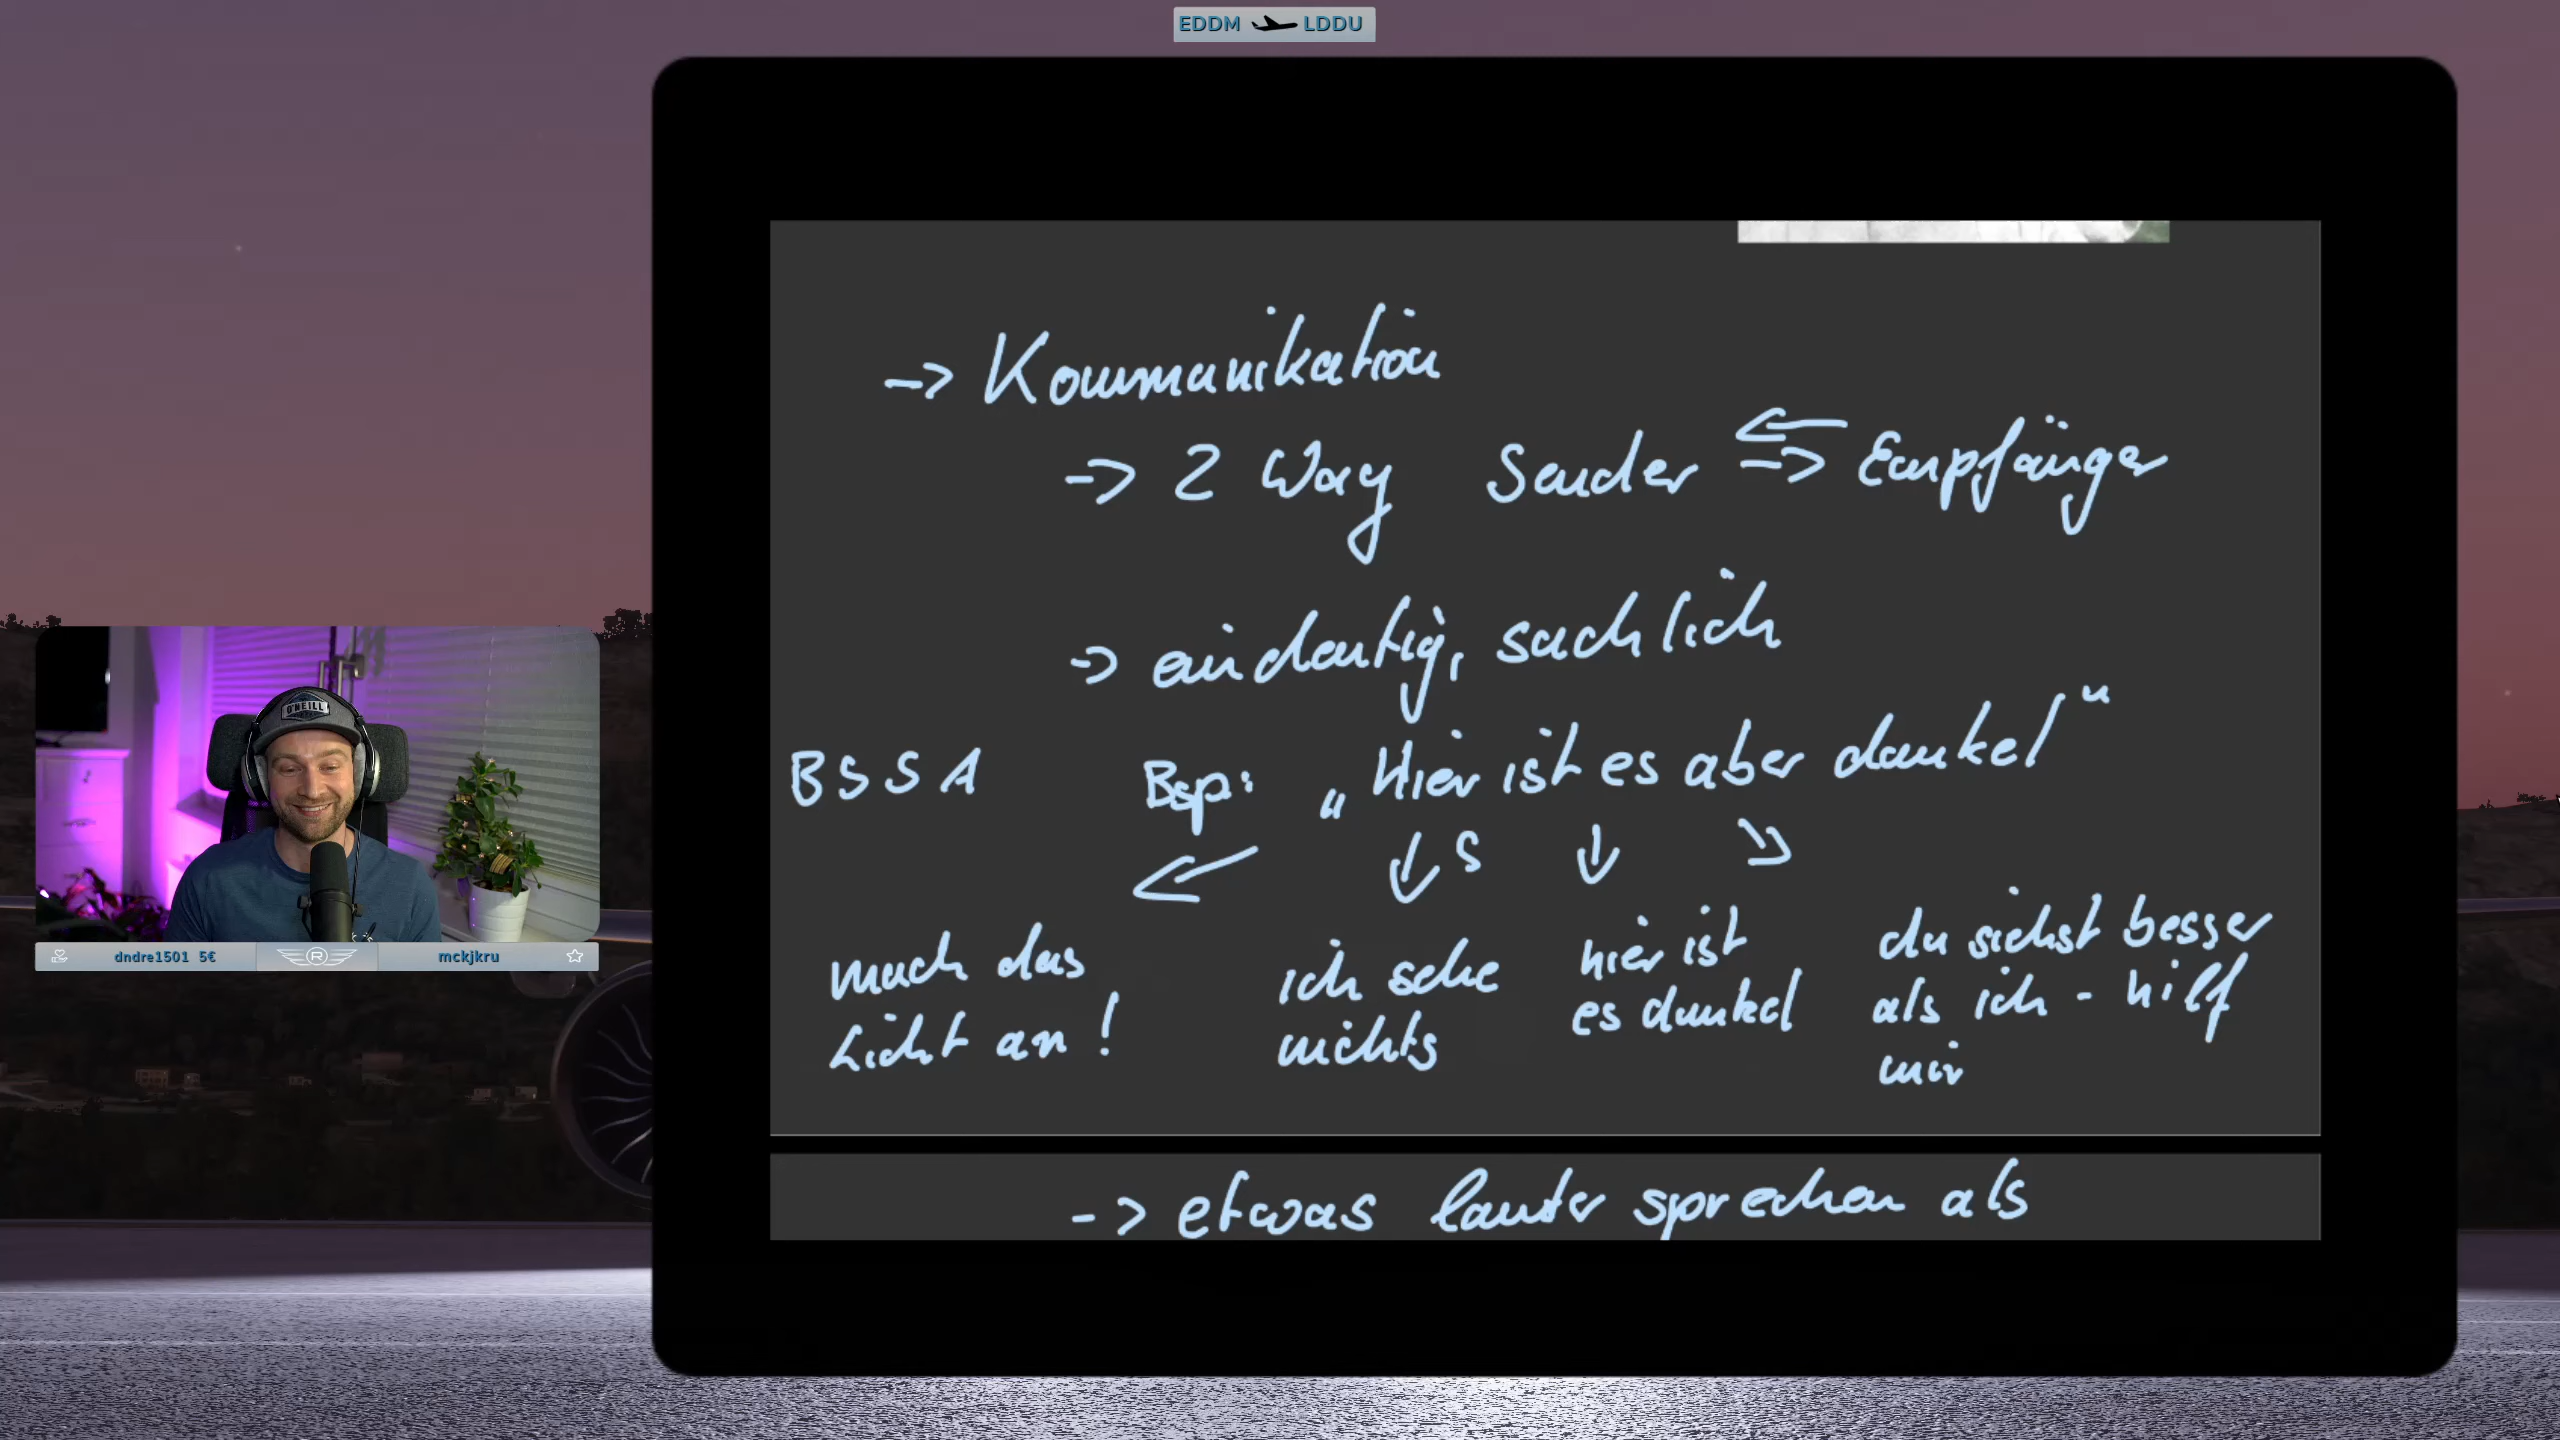 EDDM LDDU
-> Kommunikation
-> 2 Way Sender Empfänger
-> eindeutig, sachlich
BSSA Bsp: „Hier ist es aber dunkel“
S
mach das Licht an!
ich sehe nichts
hier ist es dunkel
du siehst besser als ich - hilf mir
-> etwas lauter sprechen als
O'NEILL
dndre1501 5€ R mckjkru